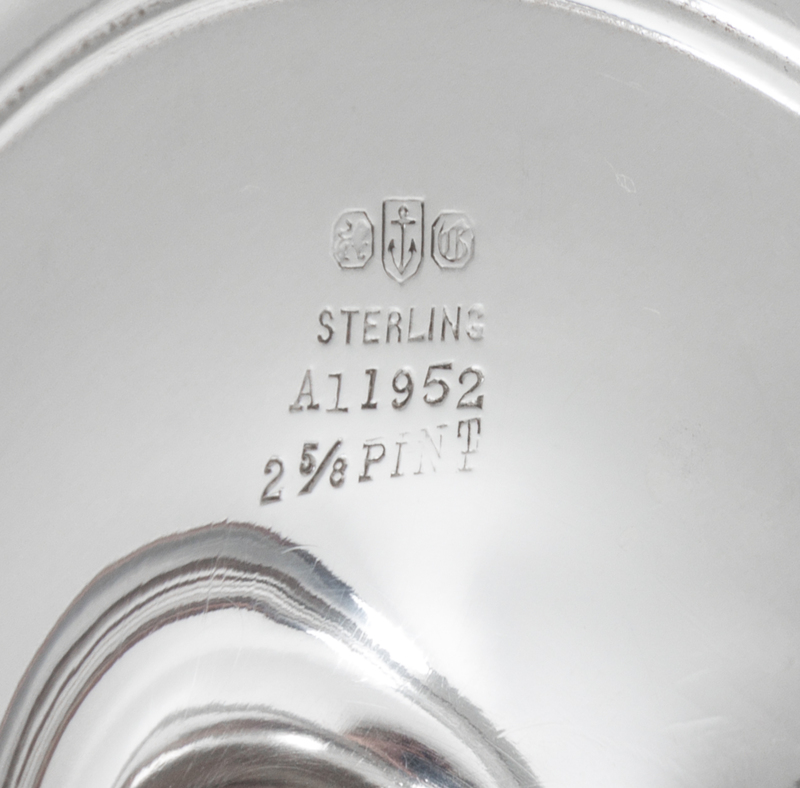 STERLING
A11952
2 5/8 PINT